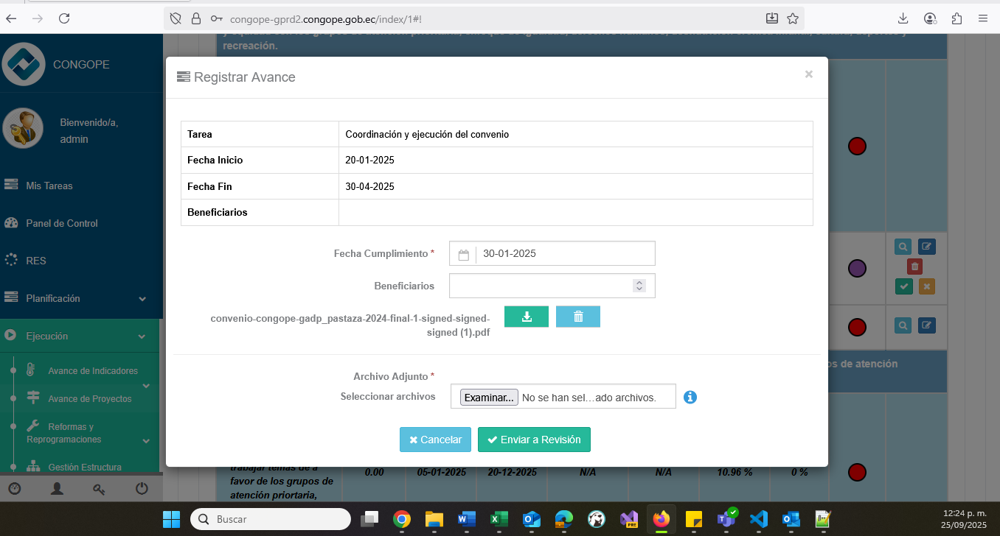 congope-gprd2.congope.gob.ec/index/1#!
recreación.
CONGOPE
Bienvenido/a,
admin
Mis Tareas
Panel de Control
RES
Planificación
Ejecución
Avance de Indicadores
Avance de Proyectos
Reformas y
Reprogramaciones
Gestión Estructura
Registrar Avance
×
Tarea Coordinación y ejecución del convenio
Fecha Inicio 20-01-2025
Fecha Fin 30-04-2025
Beneficiarios
Fecha Cumplimiento * 30-01-2025
Beneficiarios
convenio-congope-gadp_pastaza-2024-final-1-signed-signed-
signed (1).pdf
Archivo Adjunto *
Seleccionar archivos Examinar... No se han sel...ado archivos.
Cancelar Enviar a Revisión
os de atención
trabajar temas de a
favor de los grupos de
atención priortaria,
0.00 05-01-2025 20-12-2025 N/A N/A 10.96 % 0 %
Buscar
PRE
12:24 p. m.
25/09/2025